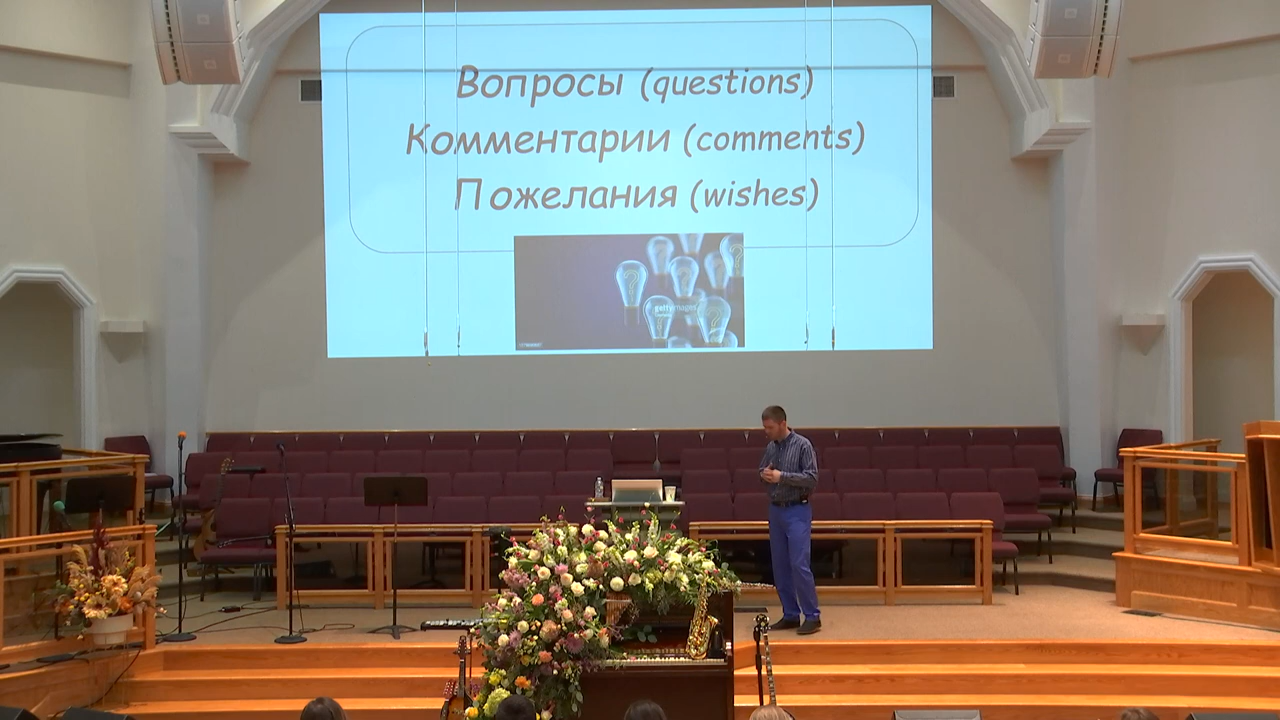 Вопросы (questions)
Комментарии (comments)
Пожелания (wishes)
gettyimages